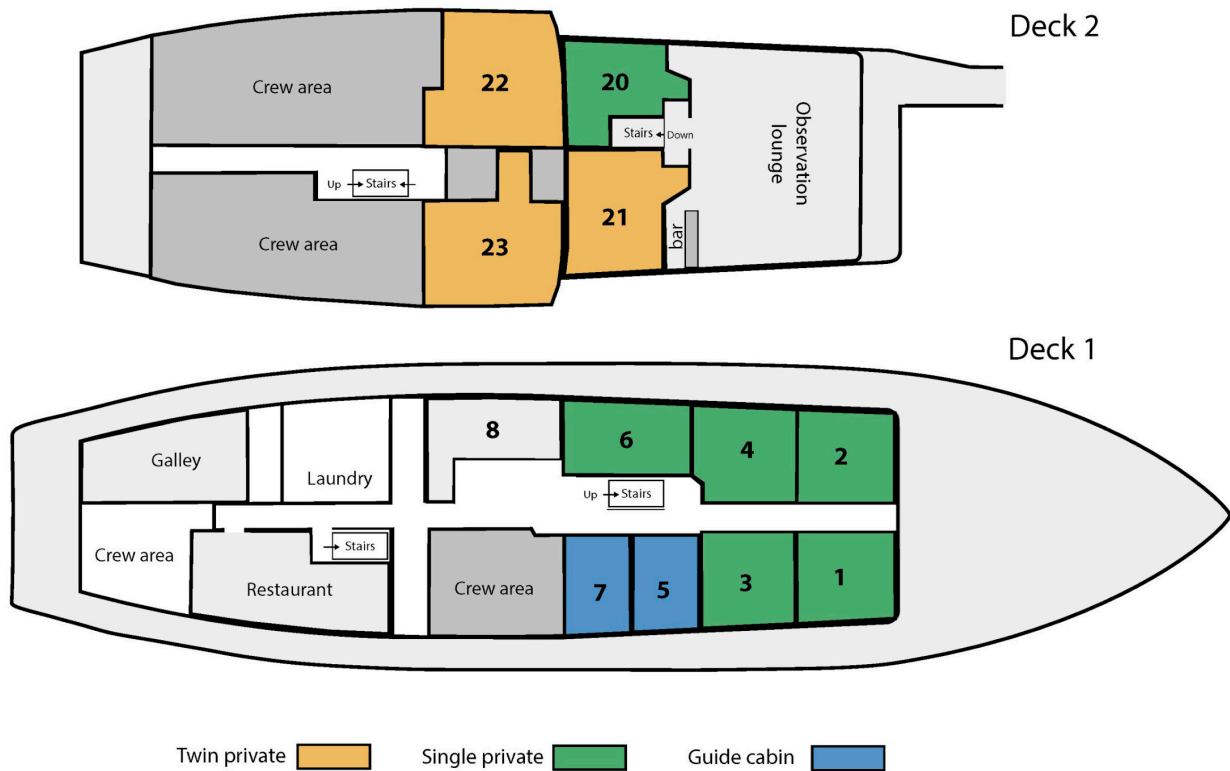 Deck 2
Crew area
22
20
Stairs
Down
Observation
lounge
Up
Stairs
Crew area
23
21
bar
Deck 1
8
6
4
2
Galley
Laundry
Up
Stairs
Crew area
Stairs
Restaurant
Crew area
7
5
3
1
Twin private
Single private
Guide cabin